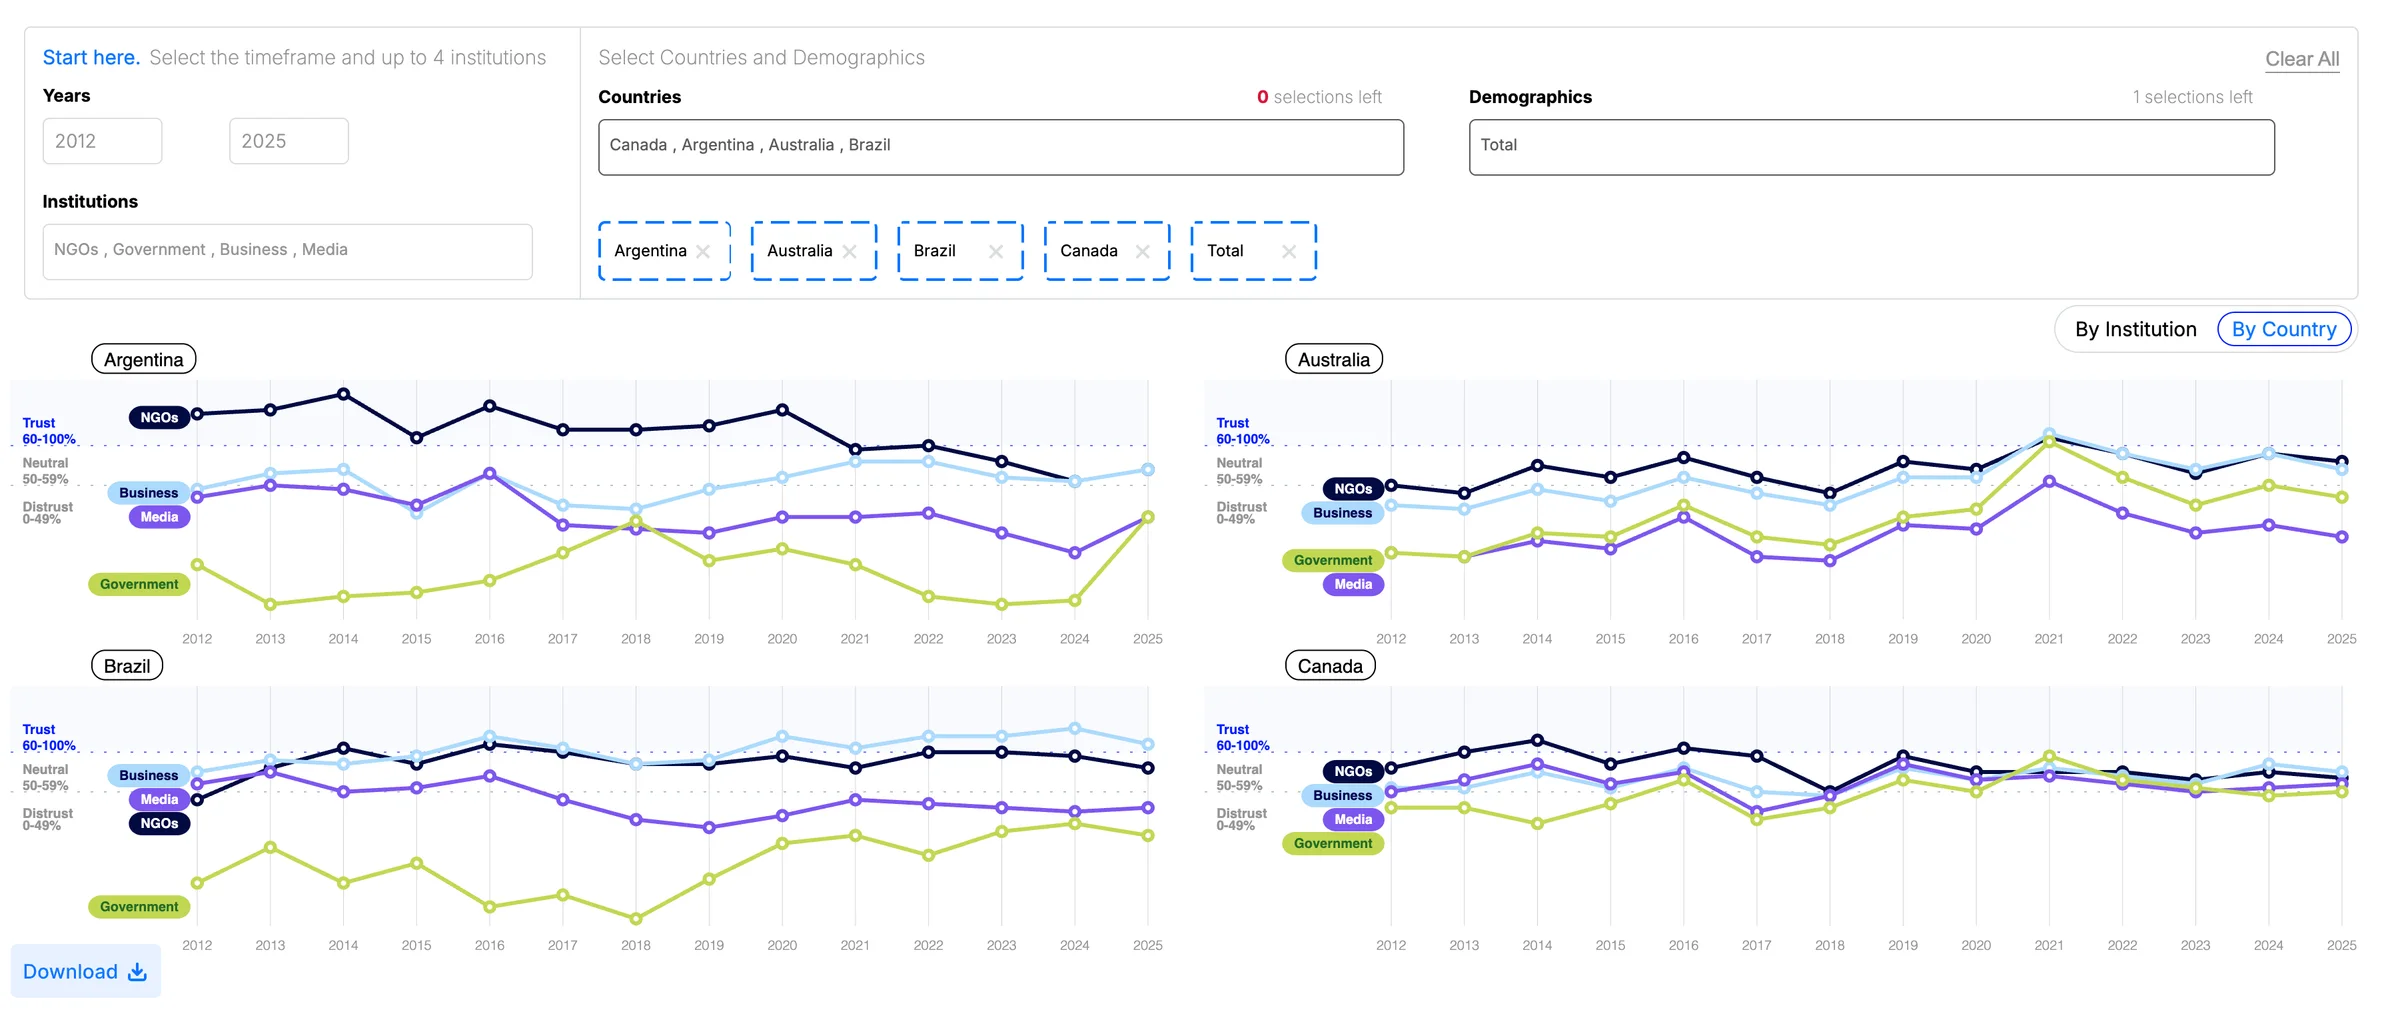 Start here. Select the timeframe and up to 4 institutions
Years
2012 2025
Institutions
NGOs , Government , Business , Media
Select Countries and Demographics
Clear All
Countries
0 selections left
Canada , Argentina , Australia , Brazil
Demographics
1 selections left
Total
Argentina
Australia
Brazil
Canada
Total
By Institution
By Country
Argentina
Trust
60-100%
Neutral
50-59%
Distrust
0-49%
NGOs
Business
Media
Government
2012 2013 2014 2015 2016 2017 2018 2019 2020 2021 2022 2023 2024 2025
Australia
Trust
60-100%
Neutral
50-59%
Distrust
0-49%
NGOs
Business
Government
Media
2012 2013 2014 2015 2016 2017 2018 2019 2020 2021 2022 2023 2024 2025
Brazil
Trust
60-100%
Neutral
50-59%
Distrust
0-49%
Business
Media
NGOs
Government
2012 2013 2014 2015 2016 2017 2018 2019 2020 2021 2022 2023 2024 2025
Canada
Trust
60-100%
Neutral
50-59%
Distrust
0-49%
NGOs
Business
Media
Government
2012 2013 2014 2015 2016 2017 2018 2019 2020 2021 2022 2023 2024 2025
Download